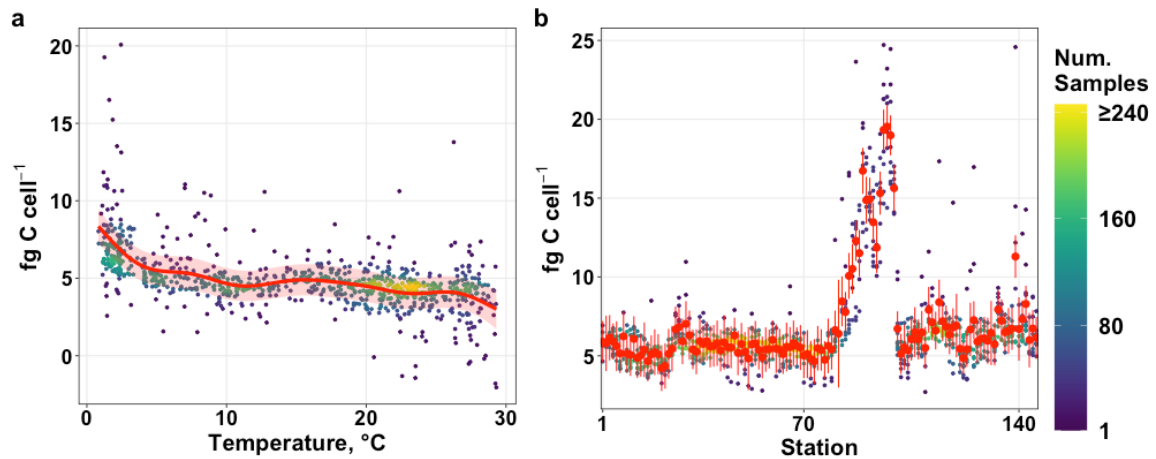 a
fg C cell⁻¹
20
15
10
5
0
0 10 20 30
Temperature, °C
b
fg C cell⁻¹
25
20
15
10
5
1 70 140
Station
Num.
Samples
≥240
160
80
1